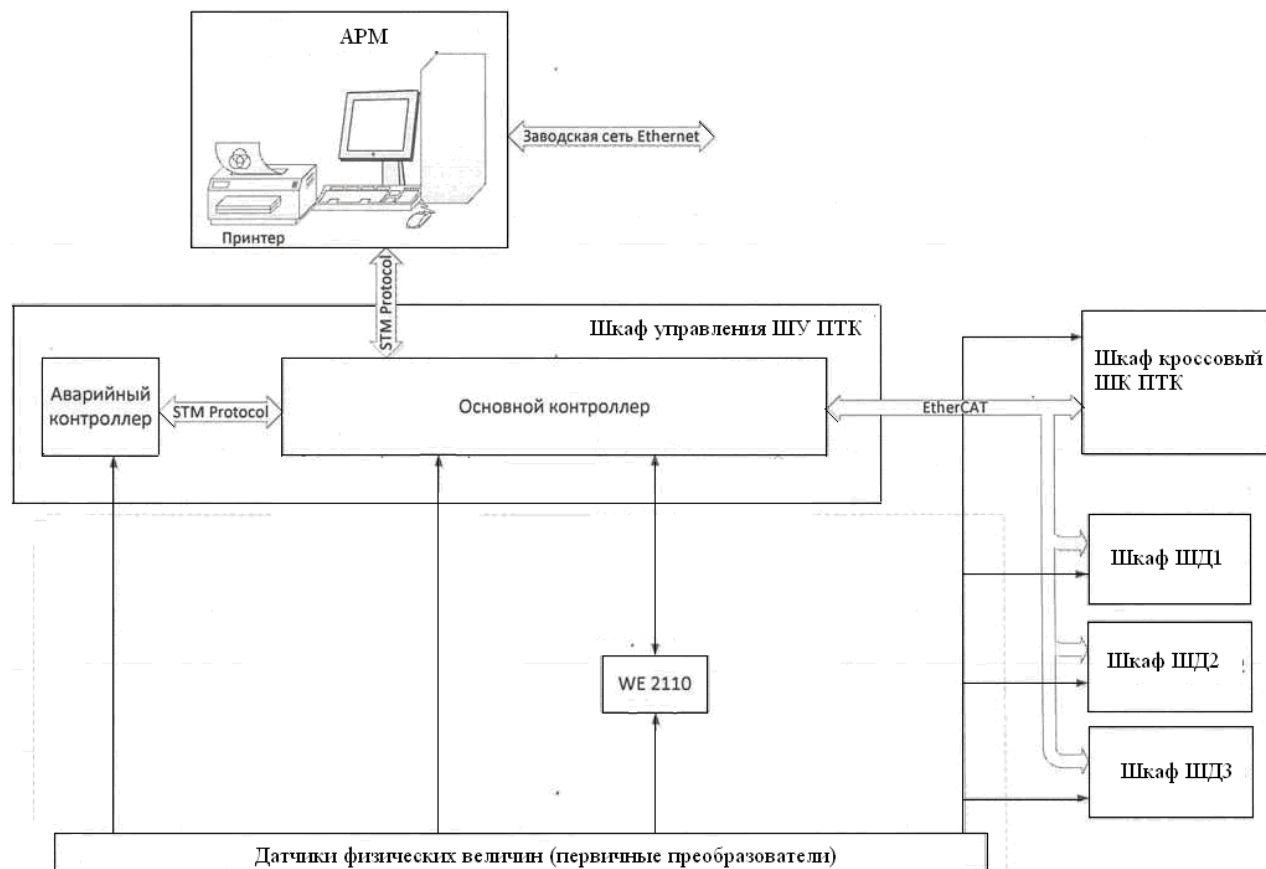 АРМ
Заводская сеть Ethernet
Принтер
STM Protocol
Шкаф управления ШУ ПТК
Аварийный
контроллер
STM Protocol
Основной контроллер
EtherCAT
Шкаф кроссовый
ШК ПТК
Шкаф ШД1
Шкаф ШД2
WE 2110
Шкаф ШД3
Датчики физических величин (первичные преобразователи)